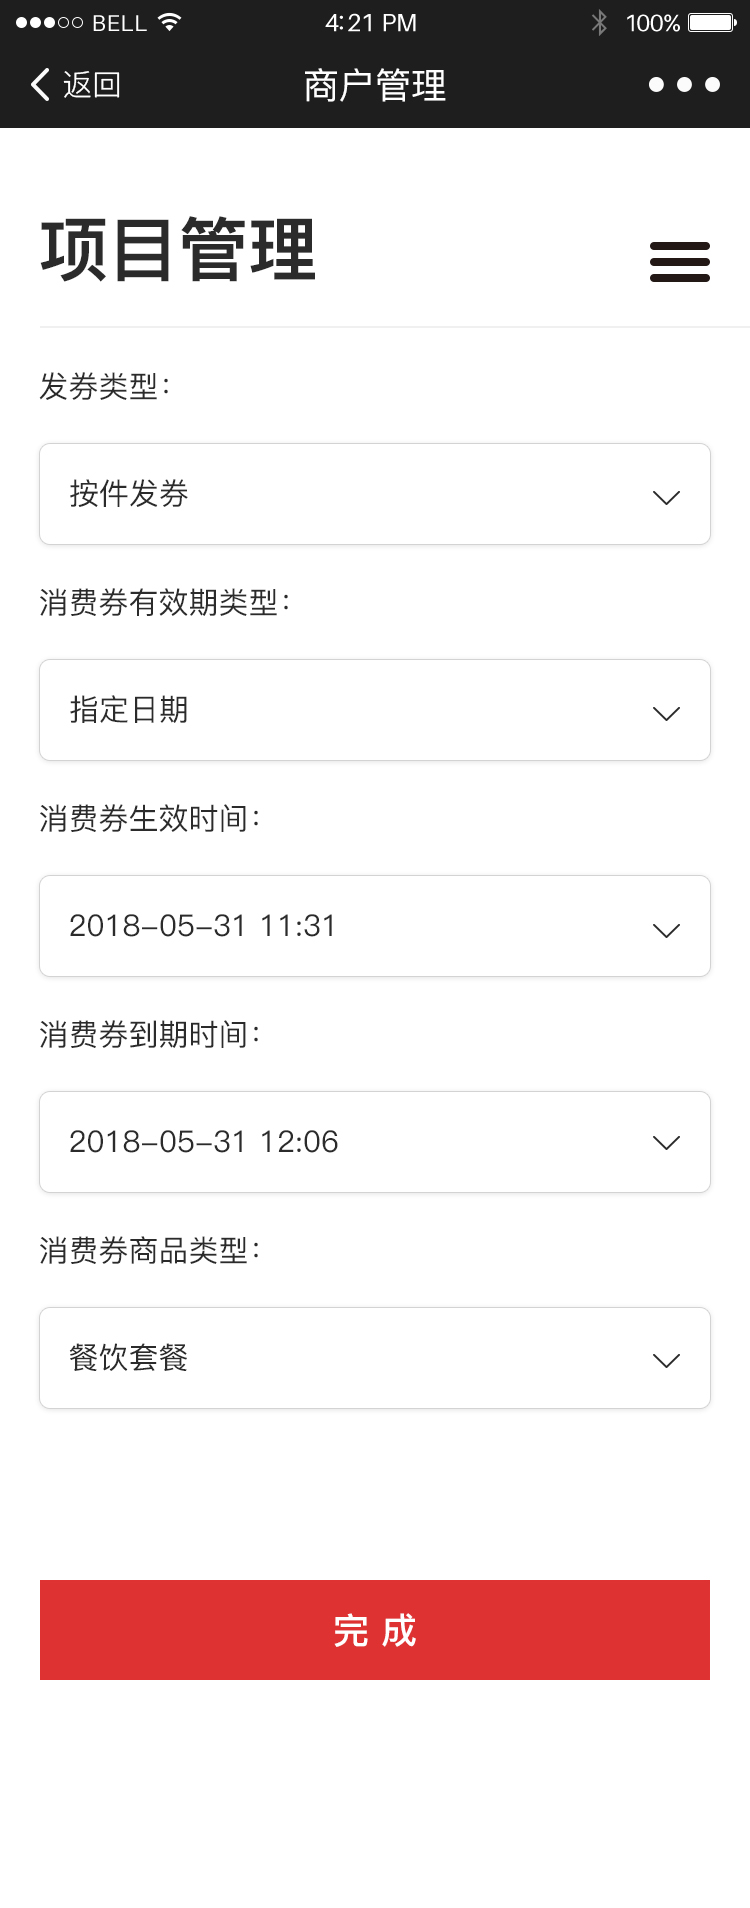 BELL 4:21 PM 100%
返回 商户管理
项目管理
发券类型：
按件发券
消费券有效期类型：
指定日期
消费券生效时间：
2018-05-31 11:31
消费券到期时间：
2018-05-31 12:06
消费券商品类型：
餐饮套餐
完 成